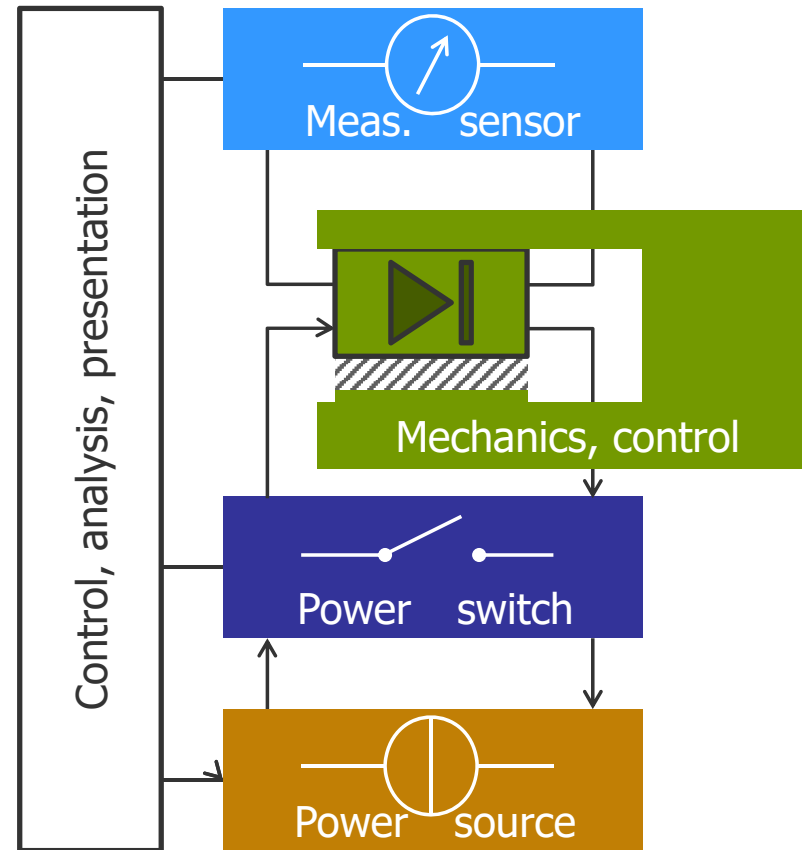 Control, analysis, presentation
Meas. sensor
Mechanics, control
Power switch
Power source